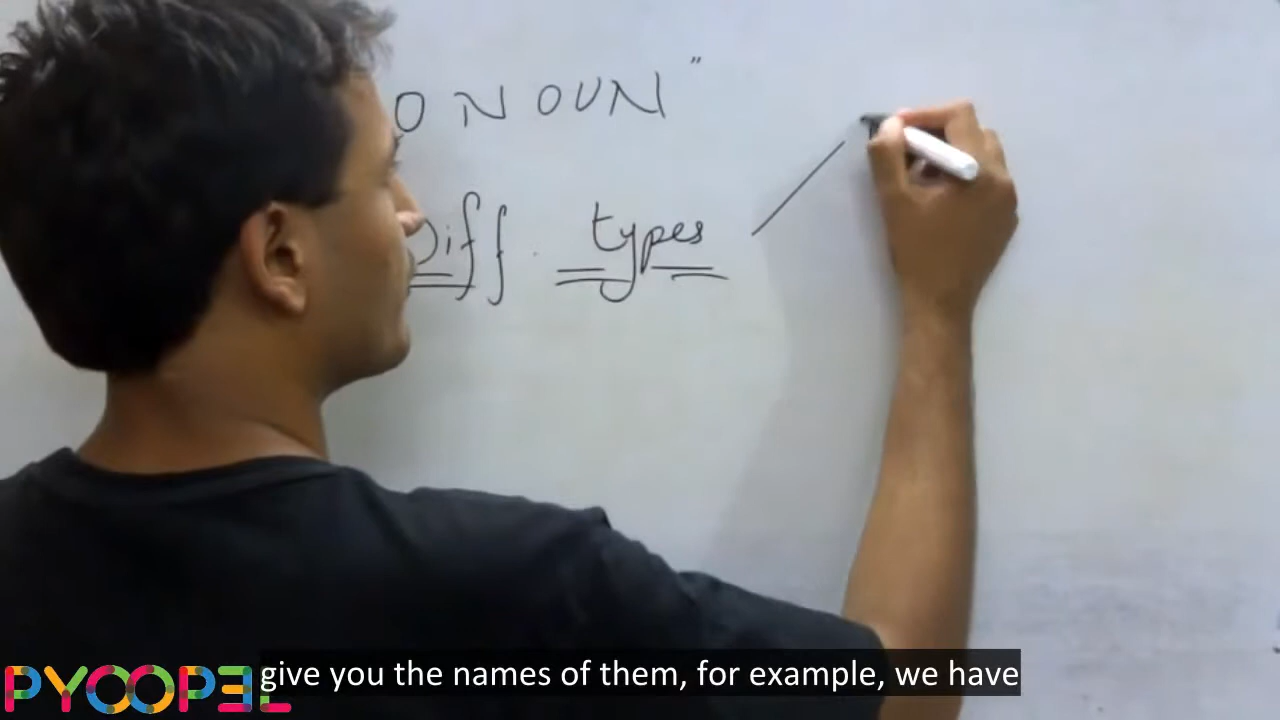 ONOUN"
Diff. types
give you the names of them, for example, we have
PYOOPEL